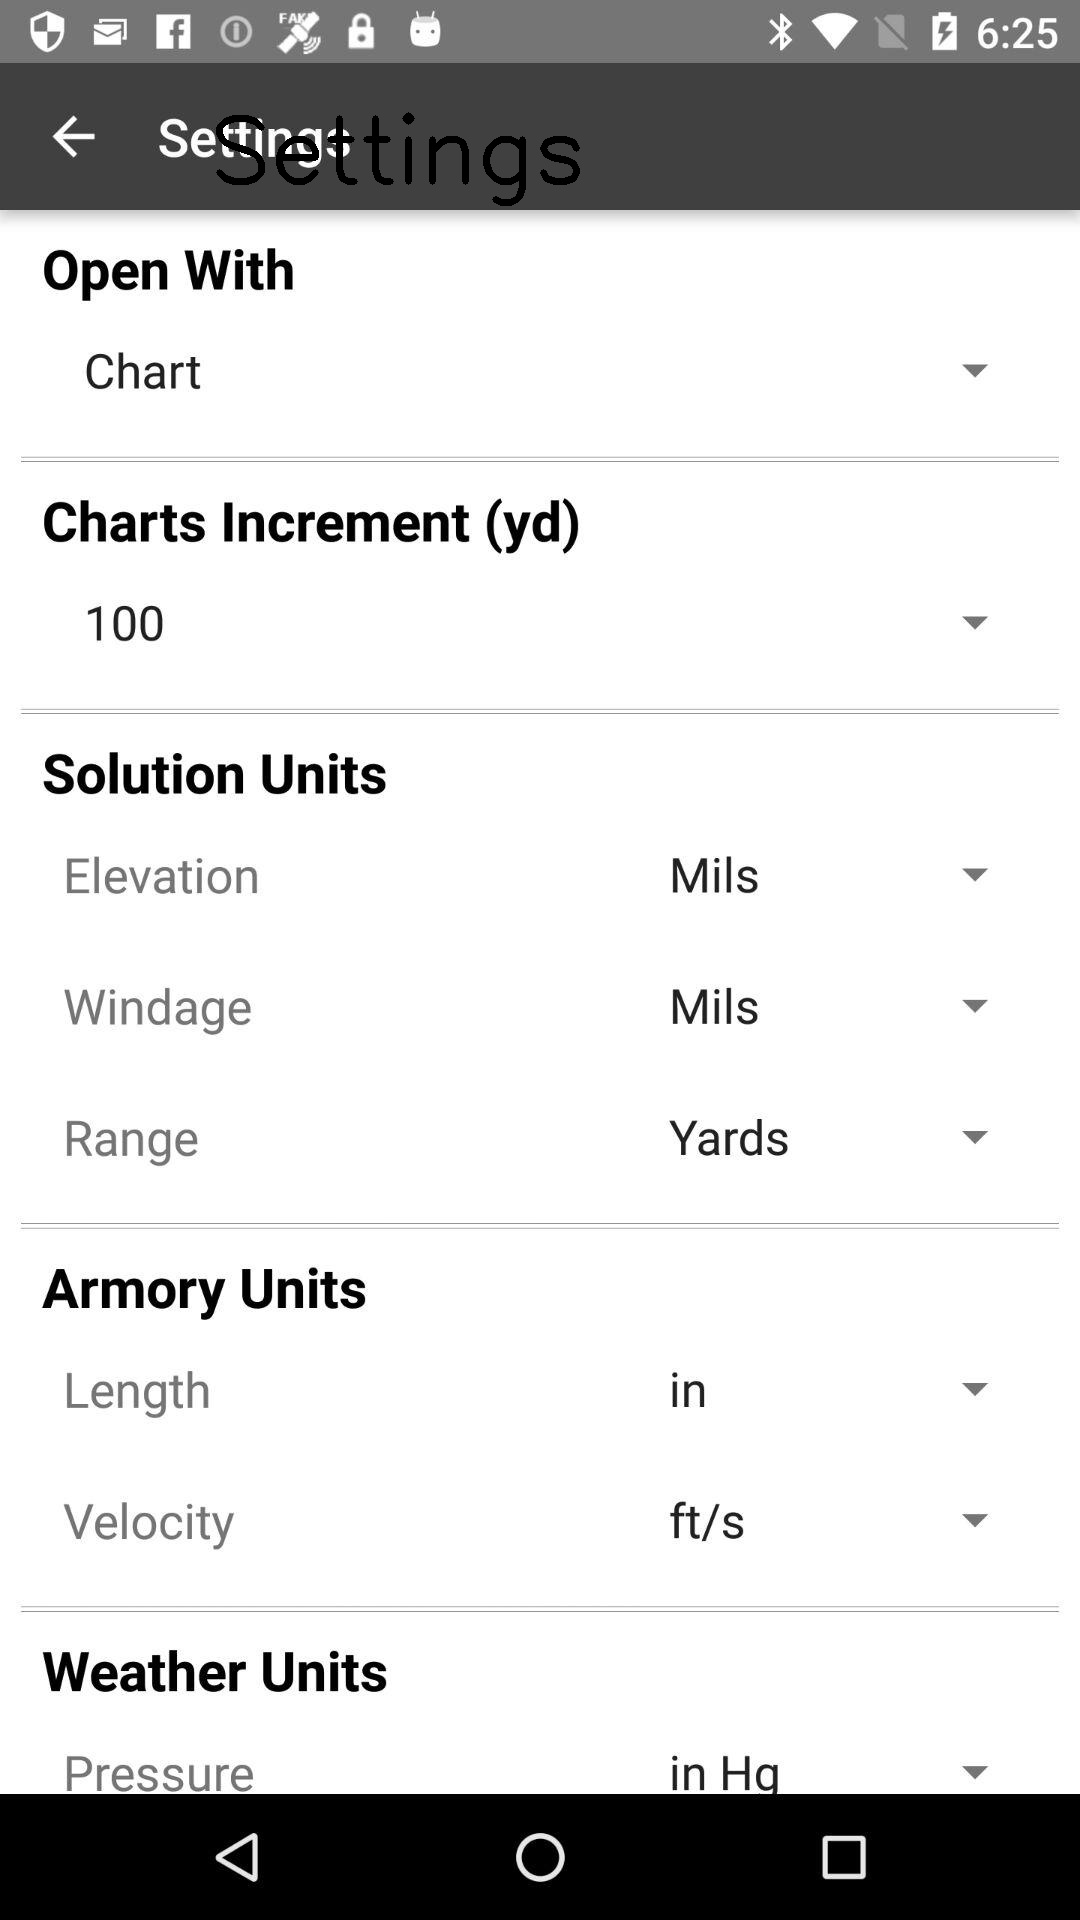 FAKE
6:25
Settings
Settings
Open With
Chart
Charts Increment (yd)
100
Solution Units
Elevation Mils
Windage Mils
Range Yards
Armory Units
Length in
Velocity ft/s
Weather Units
Pressure in Hg